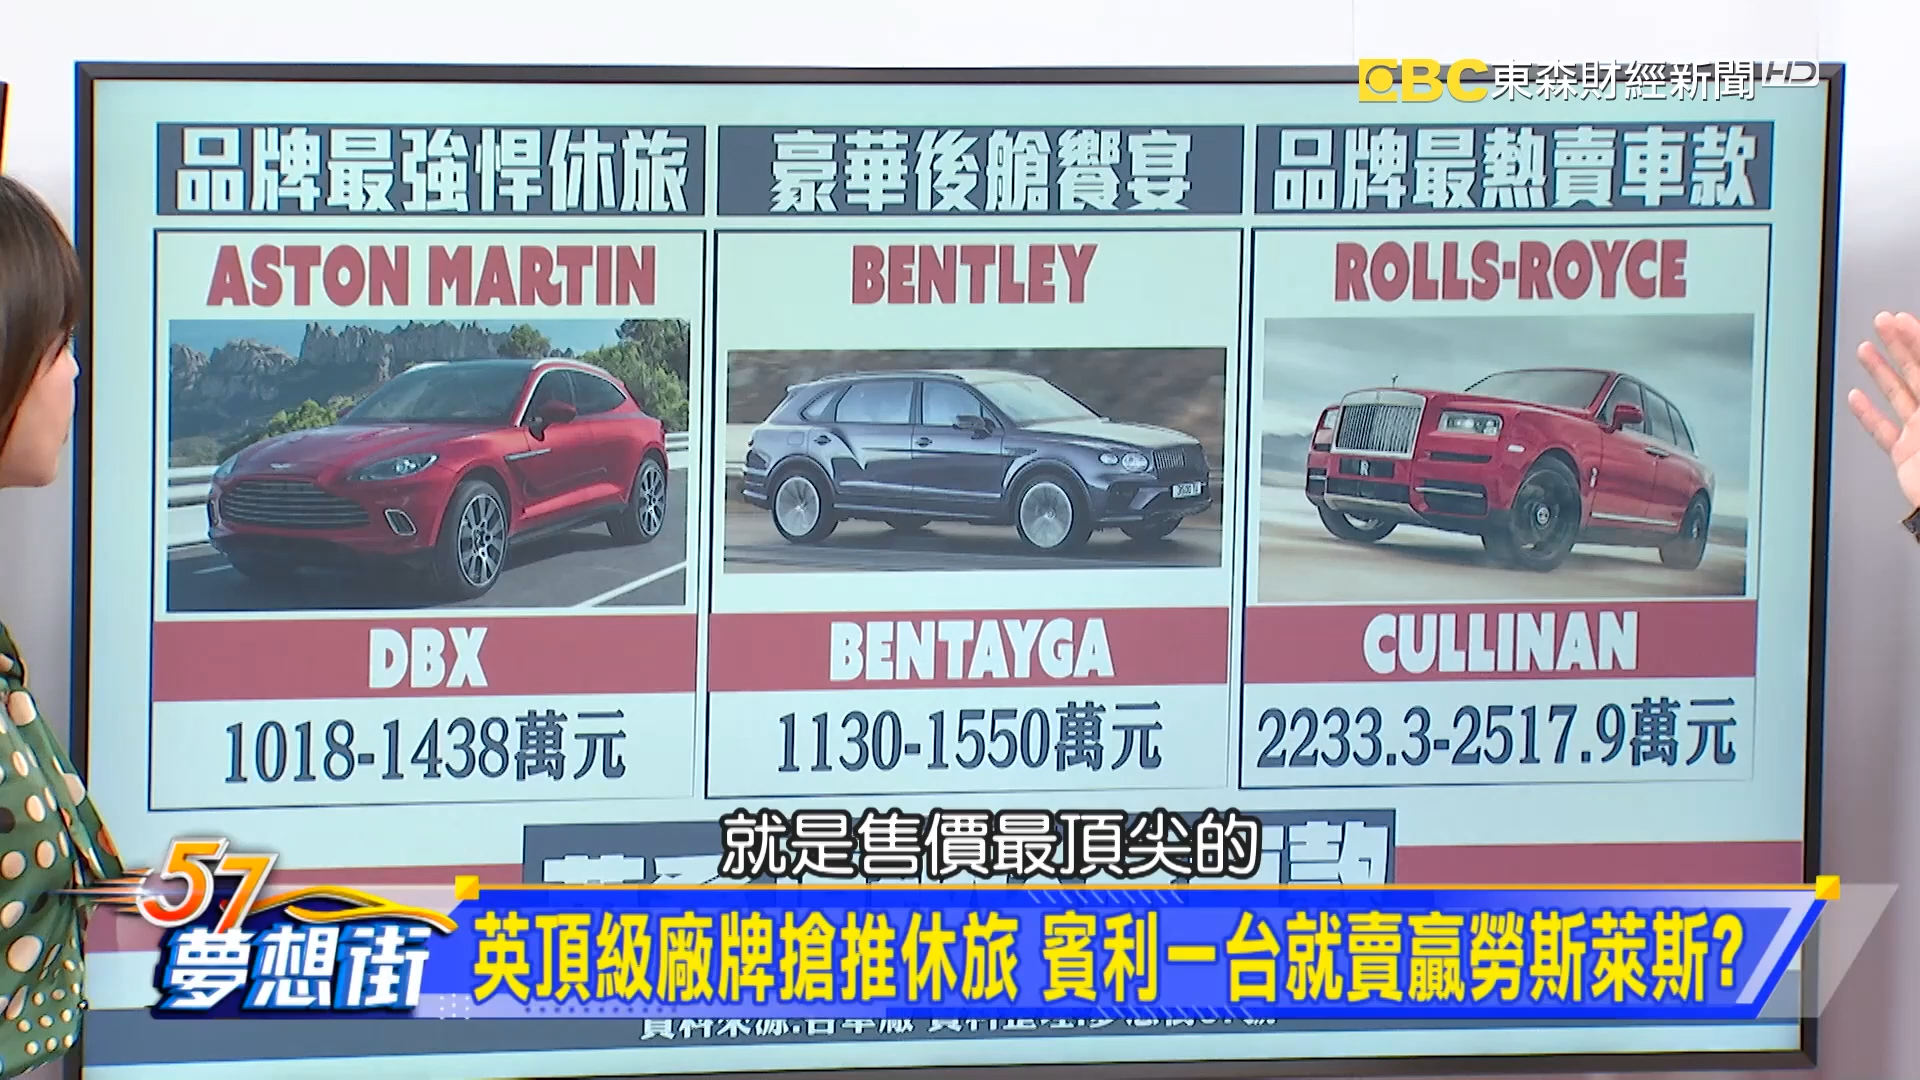 EBC東森財經新聞HD
品牌最強悍休旅
豪華後艙饗宴
品牌最熱賣車款
ASTON MARTIN
BENTLEY
ROLLS-ROYCE
DBX
BENTAYGA
CULLINAN
1018-1438萬元
1130-1550萬元
2233.3-2517.9萬元
就是售價最頂尖的
57
夢想街
英頂級廠牌搶推休旅 賓利一台就賣贏勞斯萊斯?